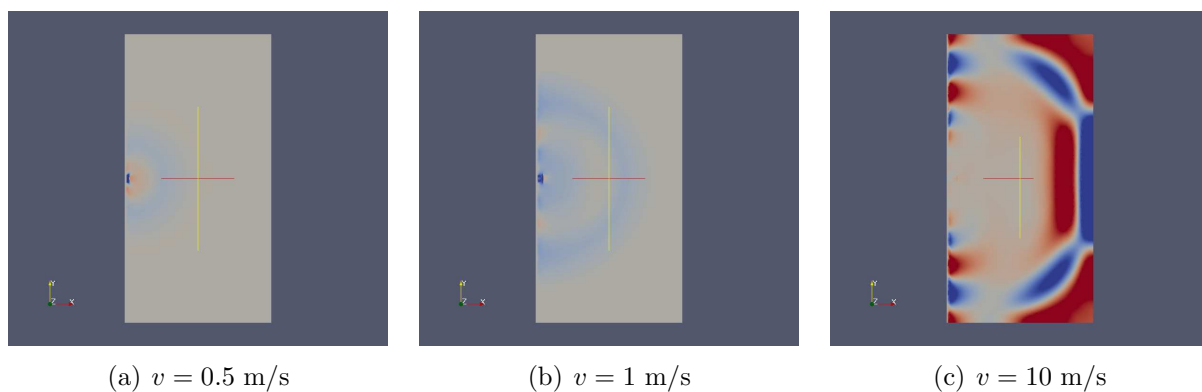 Y
Z
X
Y
Z
X
Y
Z
X
(a) v = 0.5 m/s
(b) v = 1 m/s
(c) v = 10 m/s